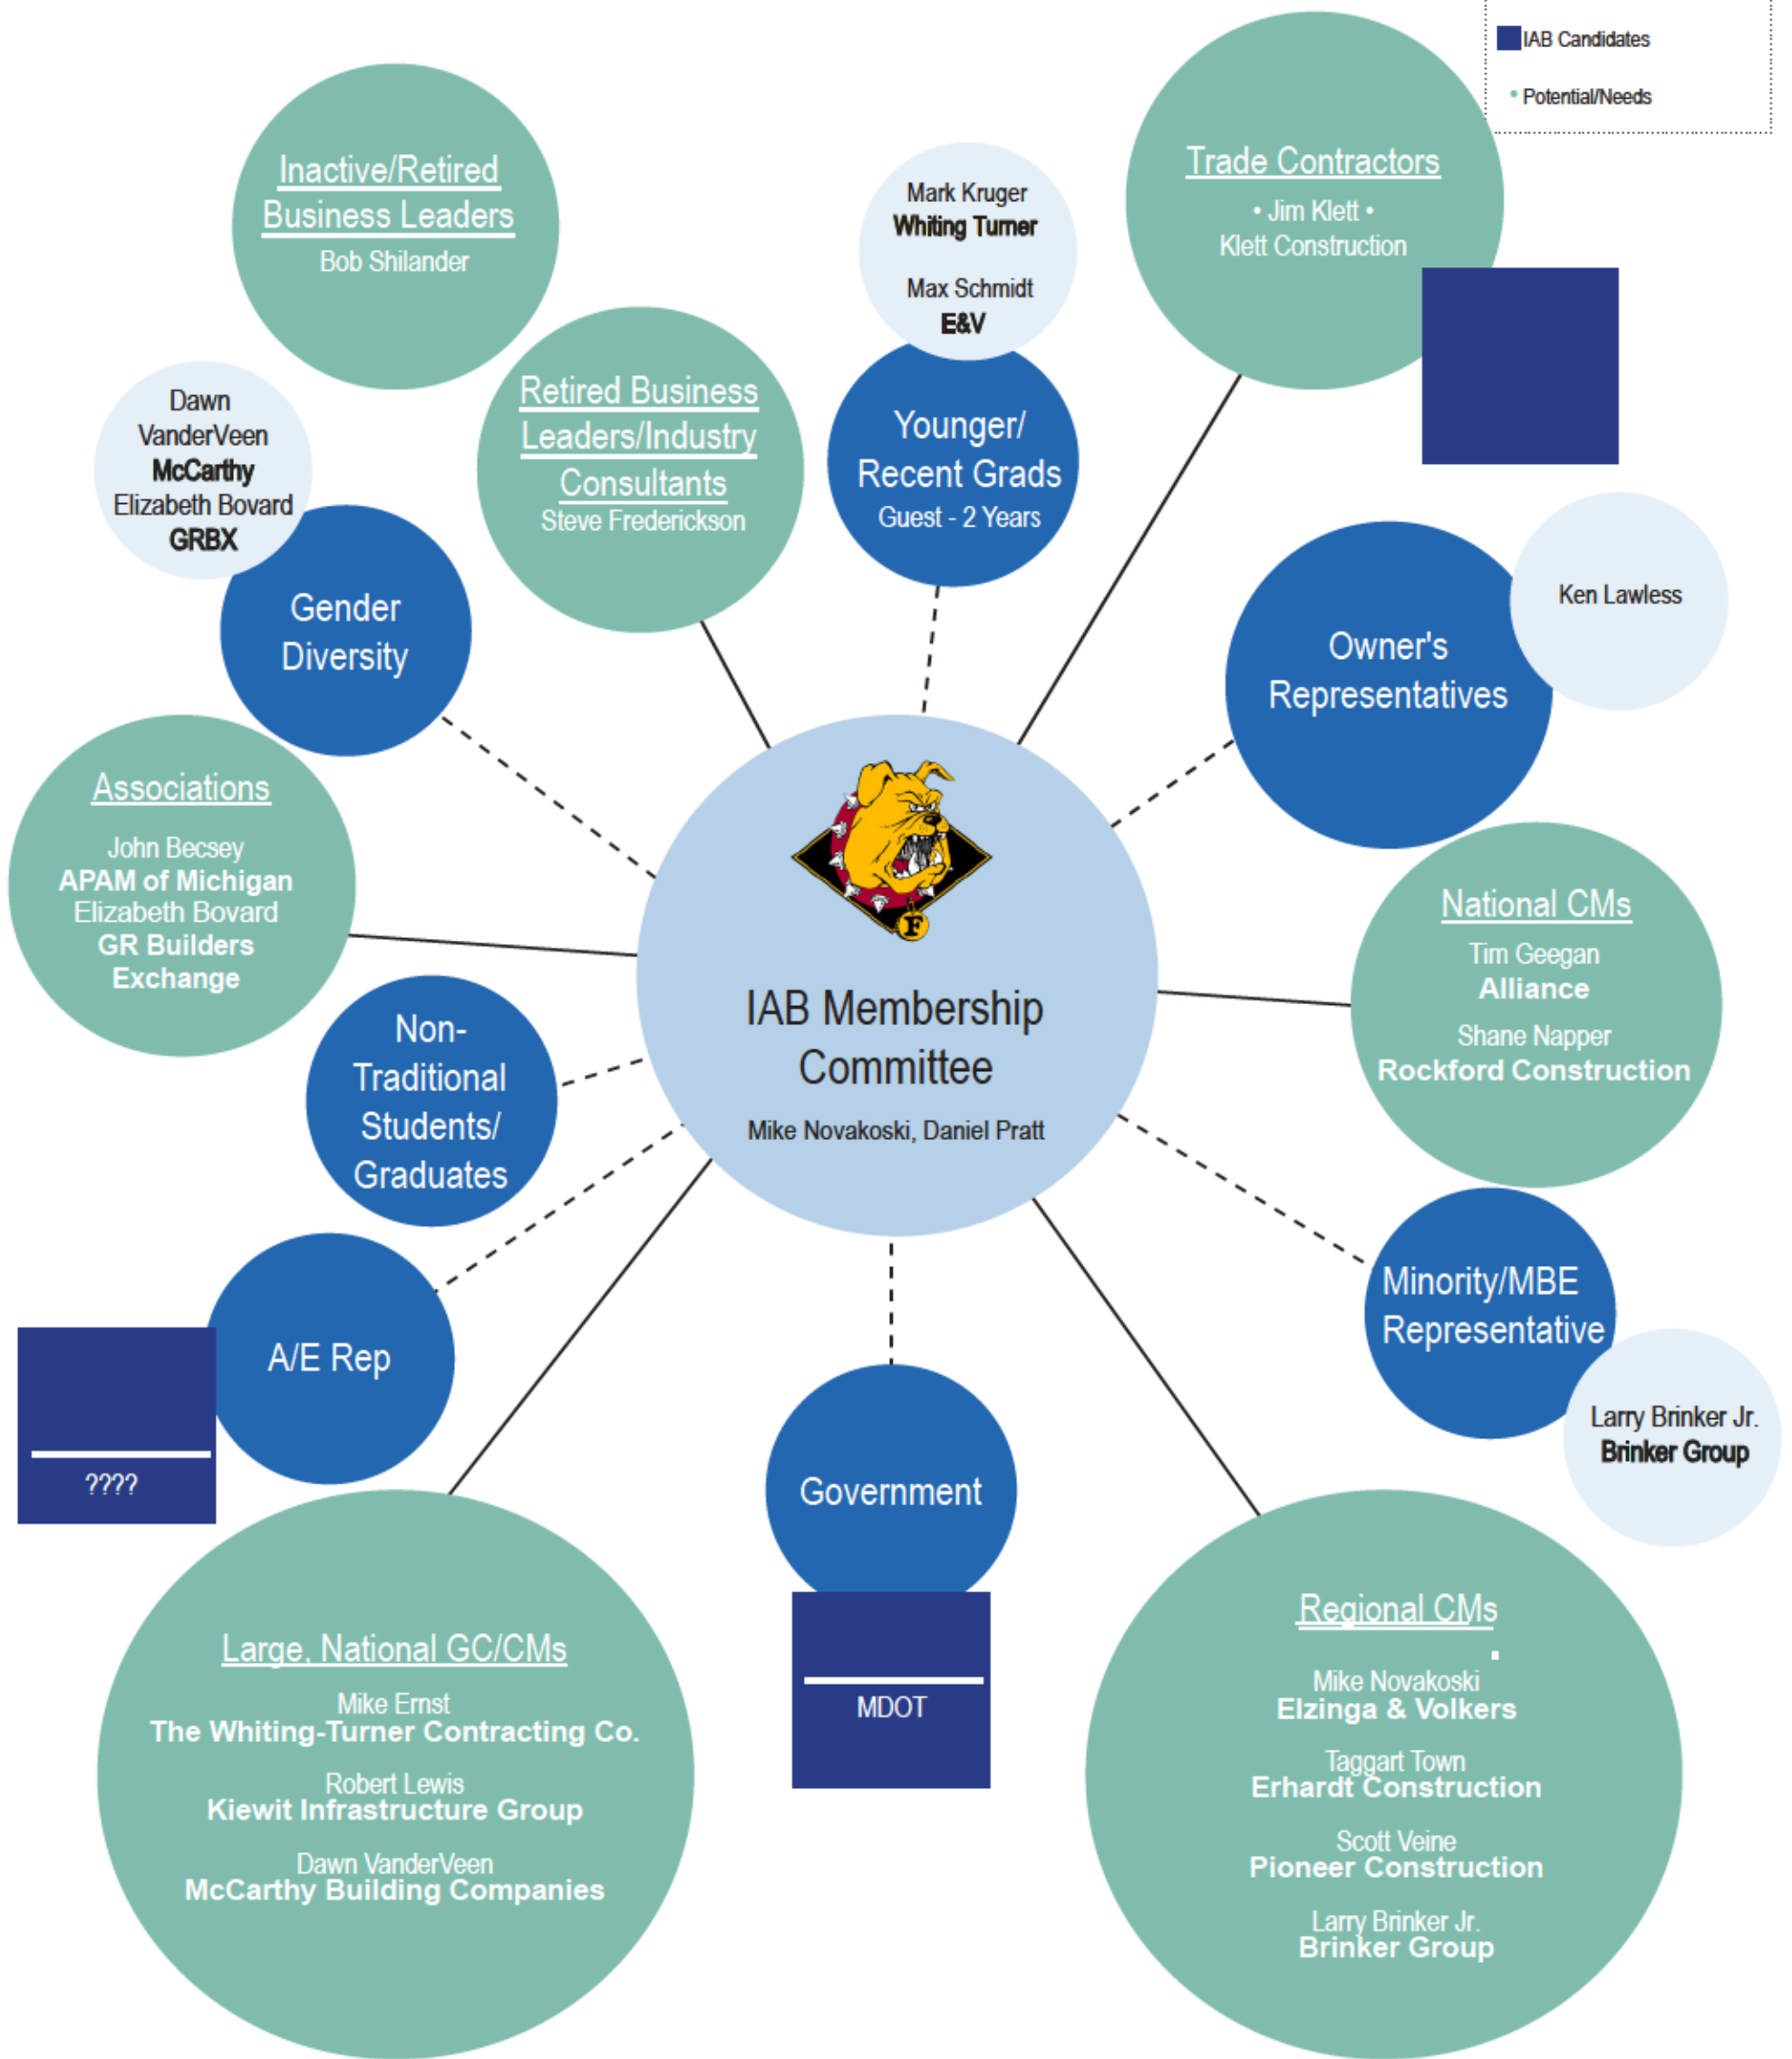 IAB Candidates
• Potential/Needs
Inactive/Retired
Business Leaders
Bob Shilander
Mark Kruger
Whiting Turner
Max Schmidt
E&V
Trade Contractors
• Jim Klett •
Klett Construction
Dawn
VanderVeen
McCarthy
Elizabeth Bovard
GRBX
Retired Business
Leaders/Industry
Consultants
Steve Frederickson
Younger/
Recent Grads
Guest - 2 Years
Gender
Diversity
Owner's
Representatives
Ken Lawless
Associations
John Becsey
APAM of Michigan
Elizabeth Bovard
GR Builders
Exchange
F
IAB Membership
Committee
Mike Novakoski, Daniel Pratt
National CMs
Tim Geegan
Alliance
Shane Napper
Rockford Construction
Non-
Traditional
Students/
Graduates
A/E Rep
????
Government
MDOT
Minority/MBE
Representative
Larry Brinker Jr.
Brinker Group
Large, National GC/CMs
Mike Ernst
The Whiting-Turner Contracting Co.
Robert Lewis
Kiewit Infrastructure Group
Dawn VanderVeen
McCarthy Building Companies
Regional CMs
Mike Novakoski
Elzinga & Volkers
Taggart Town
Erhardt Construction
Scott Veine
Pioneer Construction
Larry Brinker Jr.
Brinker Group